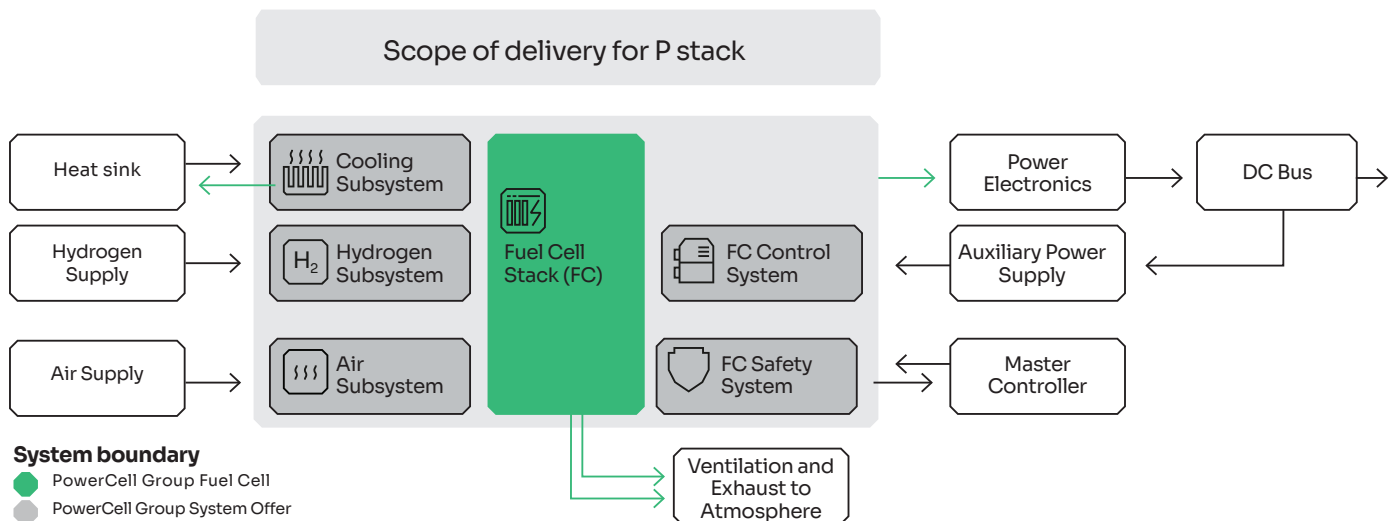 Scope of delivery for P stack
Heat sink
Cooling
Subsystem
Power
Electronics
DC Bus
Hydrogen
Supply
H₂
Hydrogen
Subsystem
Fuel Cell
Stack (FC)
FC Control
System
Auxiliary Power
Supply
Air Supply
Air
Subsystem
FC Safety
System
Master
Controller
System boundary
PowerCell Group Fuel Cell
PowerCell Group System Offer
Ventilation and
Exhaust to
Atmosphere